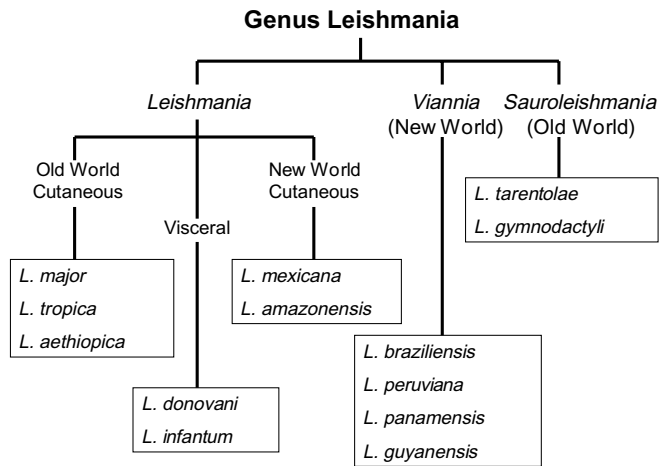 Genus Leishmania
Leishmania
Viannia
(New World)
Sauroleishmania
(Old World)
Old World
Cutaneous
Visceral
New World
Cutaneous
L. major
L. tropica
L. aethiopica
L. donovani
L. infantum
L. mexicana
L. amazonensis
L. braziliensis
L. peruviana
L. panamensis
L. guyanensis
L. tarentolae
L. gymnodactyli